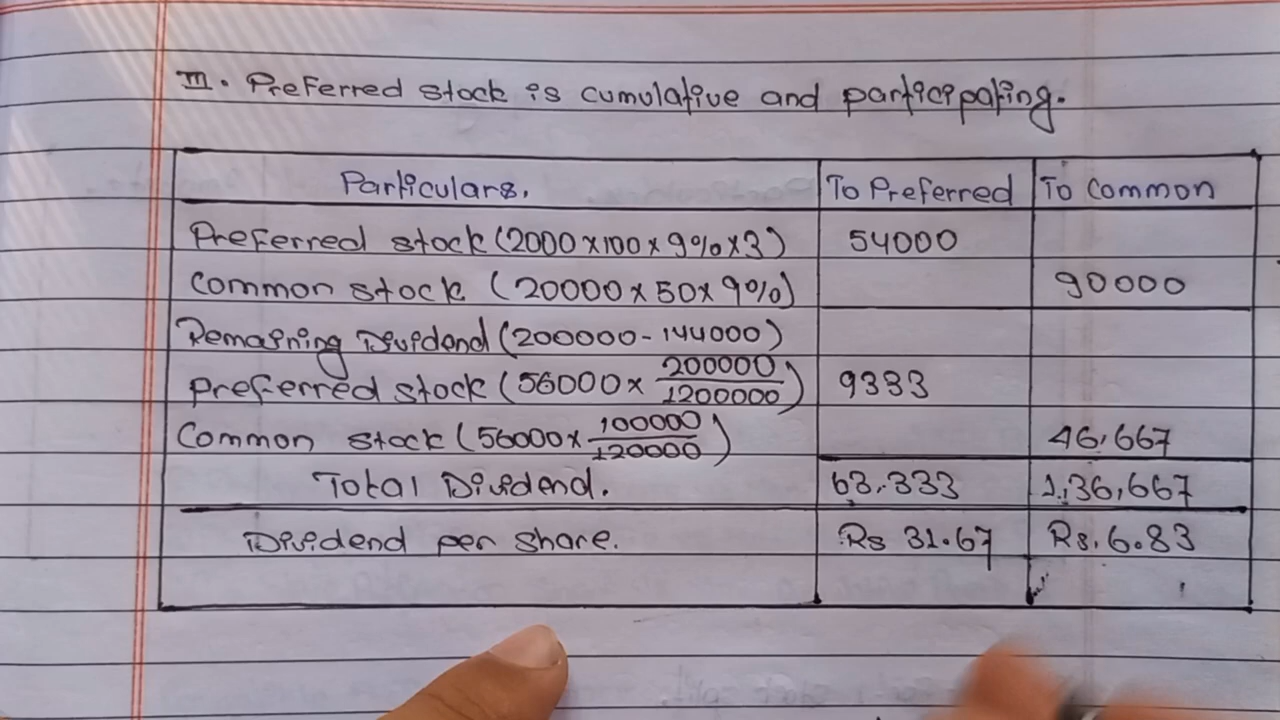 III. Preferred stock is cumulative and participating.
Particulars. To Preferred To Common
Preferred stock (2000×100×9%×3) 54000
Common stock (20000×50×9%) 90000
Remaining Dividend (200000-144000)
Preferred stock (56000× 200000/1200000) 9333
Common stock (56000× 100000/120000) 46,667
Total Dividend. 63,333 1,36,667
Dividend per share. Rs 31.67 Rs. 6.83